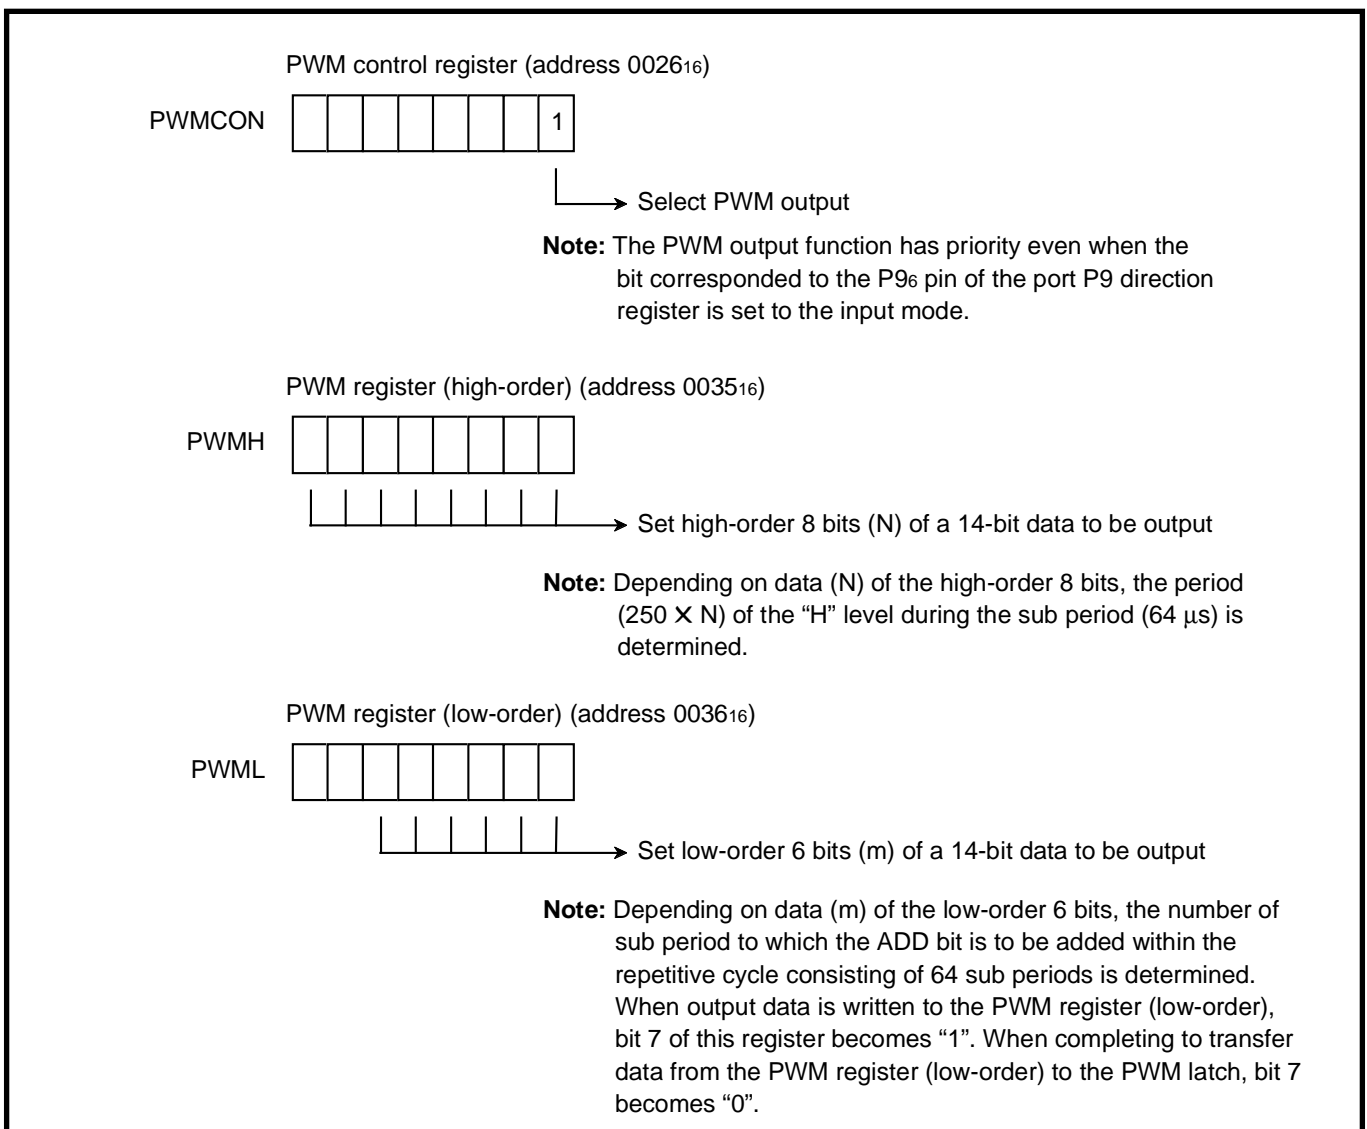 PWM control register (address 0026₁₆)
PWMCON 1
Select PWM output
Note: The PWM output function has priority even when the
bit corresponded to the P9₆ pin of the port P9 direction
register is set to the input mode.
PWM register (high-order) (address 0035₁₆)
PWMH
Set high-order 8 bits (N) of a 14-bit data to be output
Note: Depending on data (N) of the high-order 8 bits, the period
(250 ✕ N) of the “H” level during the sub period (64 μs) is
determined.
PWM register (low-order) (address 0036₁₆)
PWML
Set low-order 6 bits (m) of a 14-bit data to be output
Note: Depending on data (m) of the low-order 6 bits, the number of
sub period to which the ADD bit is to be added within the
repetitive cycle consisting of 64 sub periods is determined.
When output data is written to the PWM register (low-order),
bit 7 of this register becomes “1”. When completing to transfer
data from the PWM register (low-order) to the PWM latch, bit 7
becomes “0”.